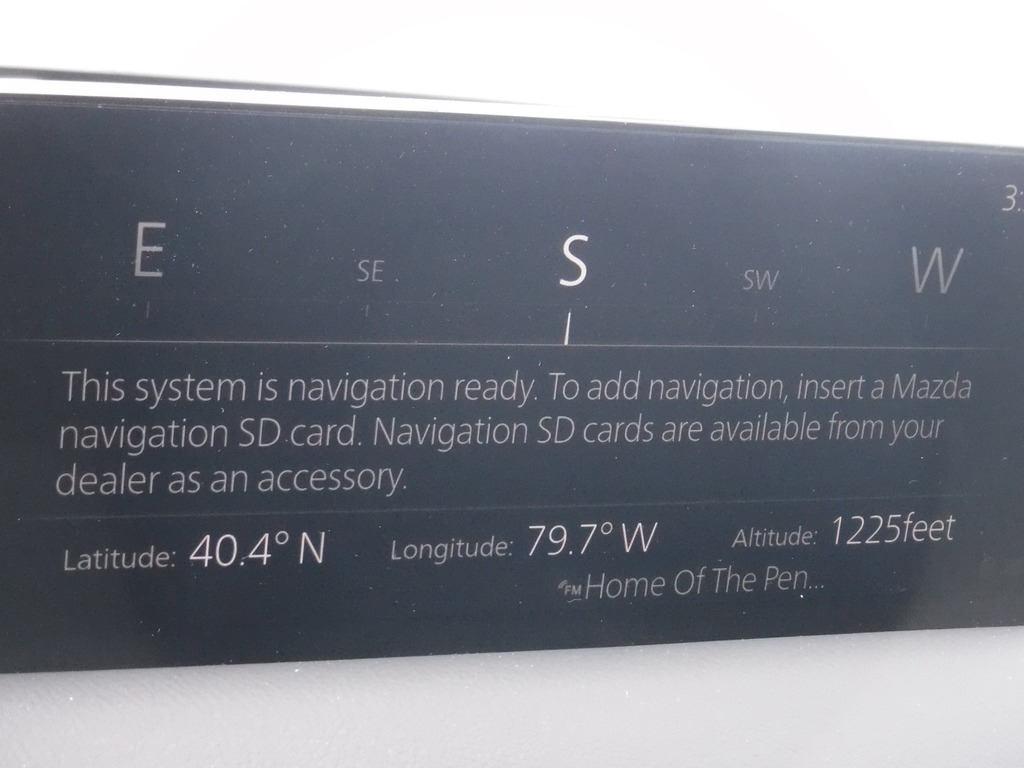 3:
E SE S SW W
This system is navigation ready. To add navigation, insert a Mazda
navigation SD card. Navigation SD cards are available from your
dealer as an accessory.
Latitude: 40.4° N Longitude: 79.7° W Altitude: 1225feet
FM Home Of The Pen...